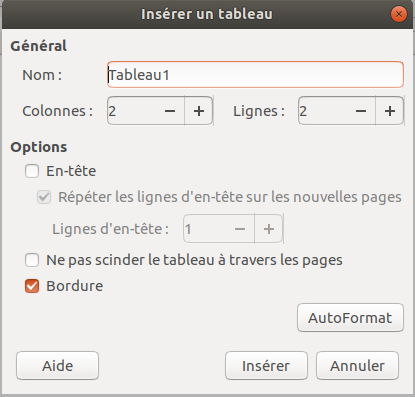 Insérer un tableau
Général
Nom : Tableau1
Colonnes : 2 − + Lignes : 2 − +
Options
En-tête
Répéter les lignes d'en-tête sur les nouvelles pages
Lignes d'en-tête : 1 − +
Ne pas scinder le tableau à travers les pages
Bordure
AutoFormat
Aide Insérer Annuler